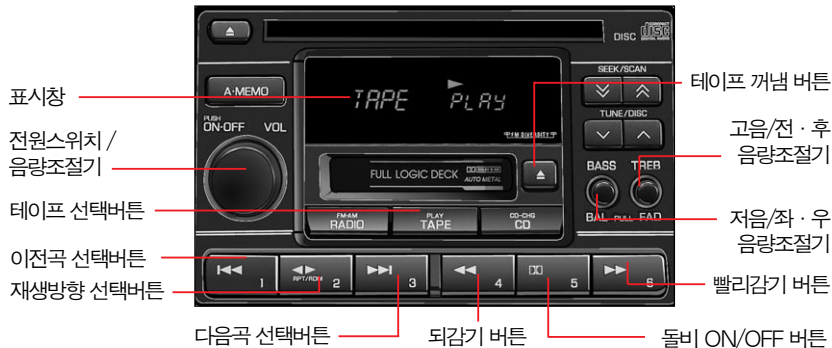 표시창
전원스위치 /
음량조절기
테이프 선택버튼
이전곡 선택버튼
재생방향 선택버튼
다음곡 선택버튼
되감기 버튼
돌비 ON/OFF 버튼
빨리감기 버튼
저음/좌 · 우
음량조절기
고음/전 · 후
음량조절기
테이프 꺼냄 버튼
DISC COMPACT disc DIGITAL AUDIO
A·MEMO
PUSH
ON·OFF VOL
TAPE PLAY
FM DIVERSITY
FULL LOGIC DECK
AUTO METAL
SEEK/SCAN
TUNE/DISC
BASS TREB
BAL PULL FAD
FM·AM
RADIO
PLAY
TAPE
CD·CHG
CD
1
RPT/RDM 2
3
4
5
6